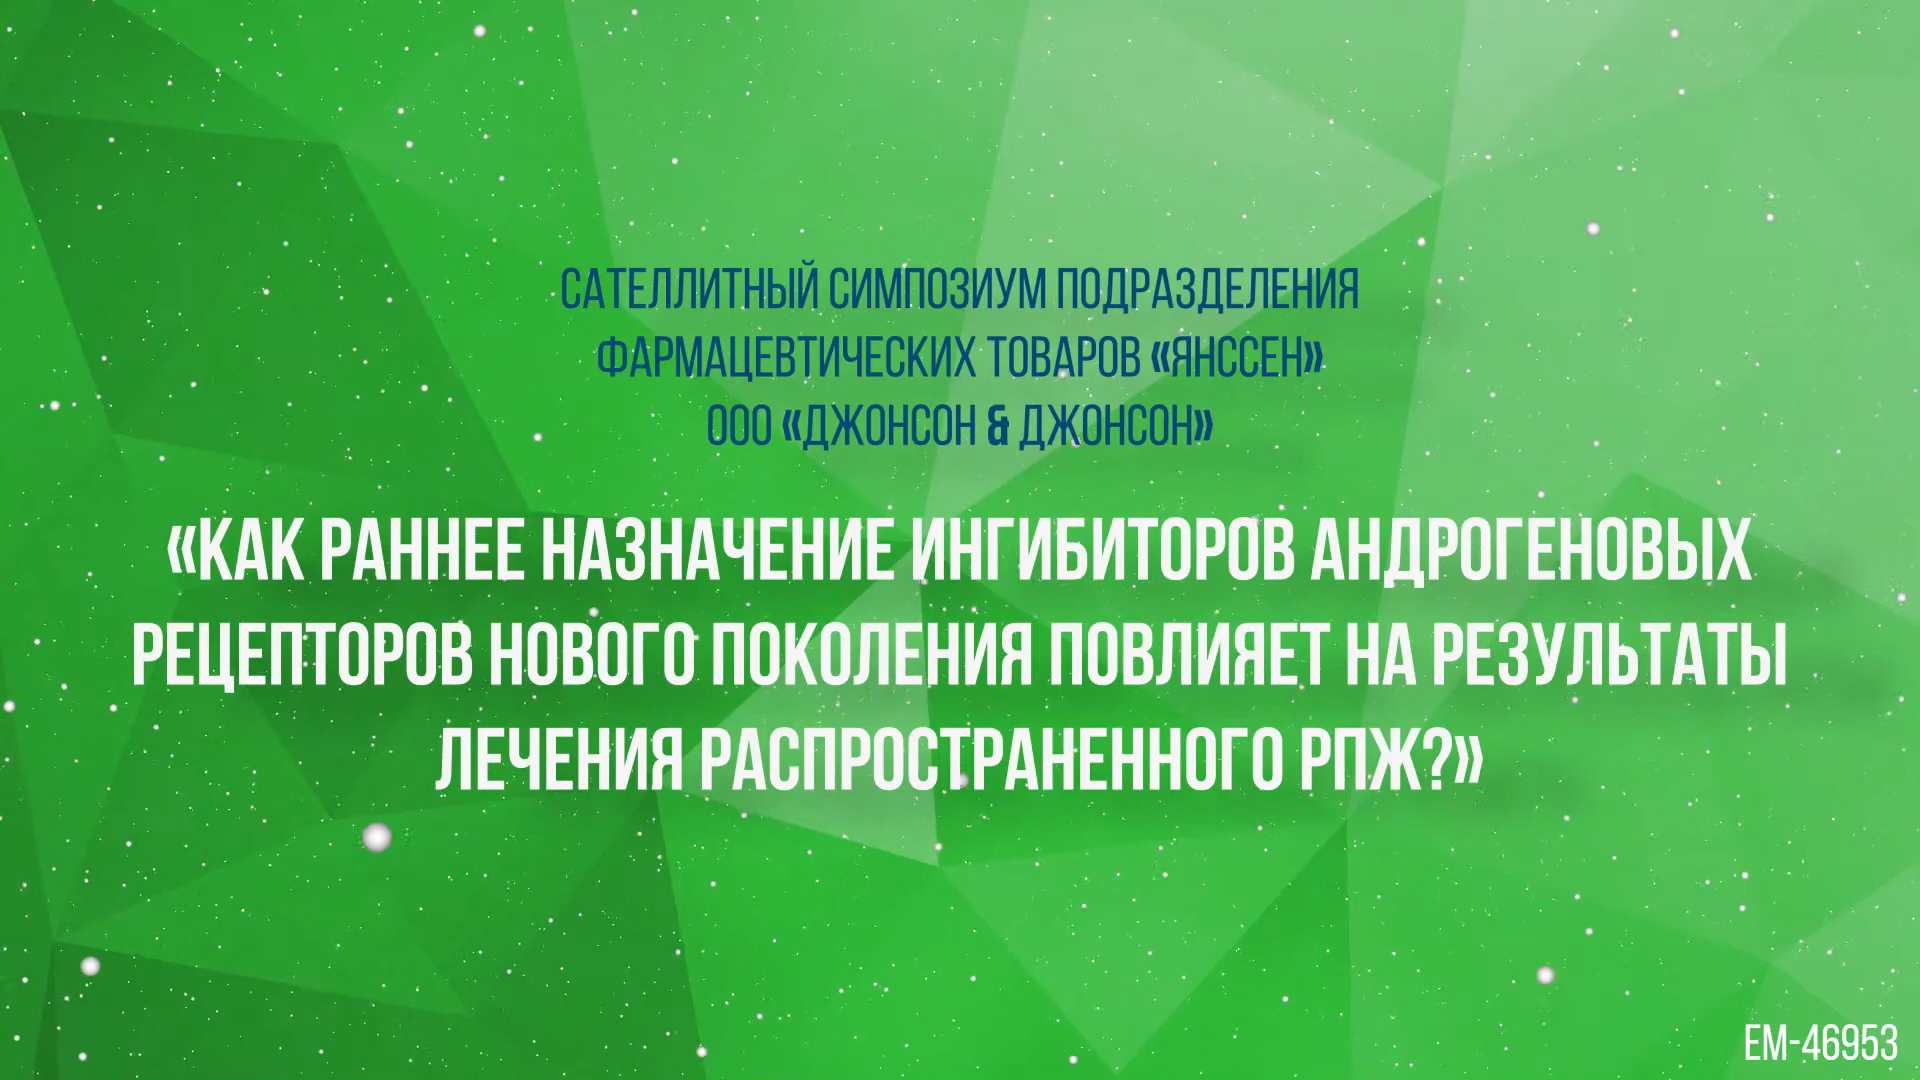 САТЕЛЛИТНЫЙ СИМПОЗИУМ ПОДРАЗДЕЛЕНИЯ
ФАРМАЦЕВТИЧЕСКИХ ТОВАРОВ «ЯНССЕН»
ООО «ДЖОНСОН & ДЖОНСОН»
«КАК РАННЕЕ НАЗНАЧЕНИЕ ИНГИБИТОРОВ АНДРОГЕНОВЫХ
РЕЦЕПТОРОВ НОВОГО ПОКОЛЕНИЯ ПОВЛИЯЕТ НА РЕЗУЛЬТАТЫ
ЛЕЧЕНИЯ РАСПРОСТРАНЕННОГО РПЖ?»
EM-46953